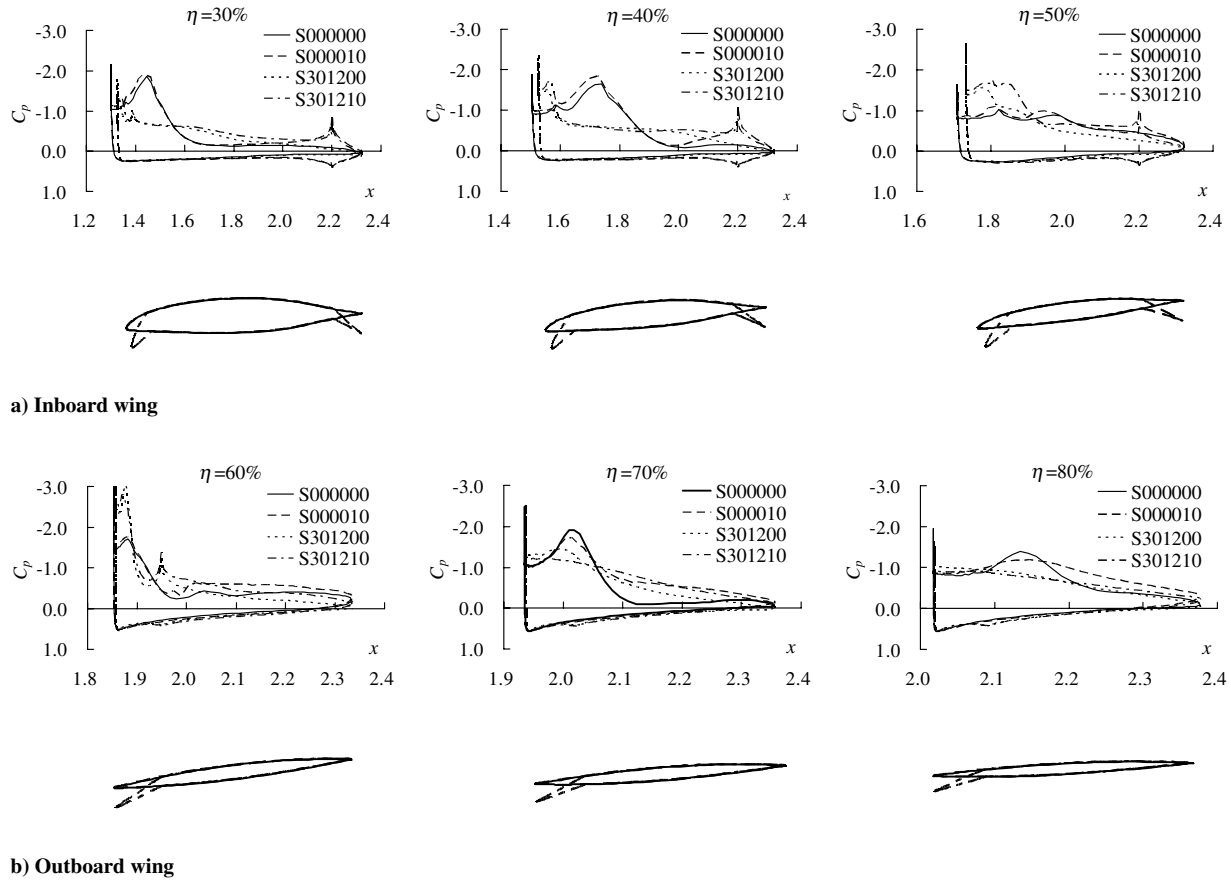 η=30%
S000000
S000010
S301200
S301210
-3.0
-2.0
-1.0
0.0
1.0
Cp
x
1.2 1.4 1.6 1.8 2.0 2.2 2.4
η=40%
S000000
S000010
S301200
S301210
-3.0
-2.0
-1.0
0.0
1.0
Cp
x
1.4 1.6 1.8 2.0 2.2 2.4
η=50%
S000000
S000010
S301200
S301210
-3.0
-2.0
-1.0
0.0
1.0
Cp
x
1.6 1.8 2.0 2.2 2.4
a) Inboard wing
η=60%
S000000
S000010
S301200
S301210
-3.0
-2.0
-1.0
0.0
1.0
Cp
x
1.8 1.9 2.0 2.1 2.2 2.3 2.4
η=70%
S000000
S000010
S301200
S301210
-3.0
-2.0
-1.0
0.0
1.0
Cp
x
1.9 2.0 2.1 2.2 2.3 2.4
η=80%
S000000
S000010
S301200
S301210
-3.0
-2.0
-1.0
0.0
1.0
Cp
x
2.0 2.1 2.2 2.3 2.4
b) Outboard wing